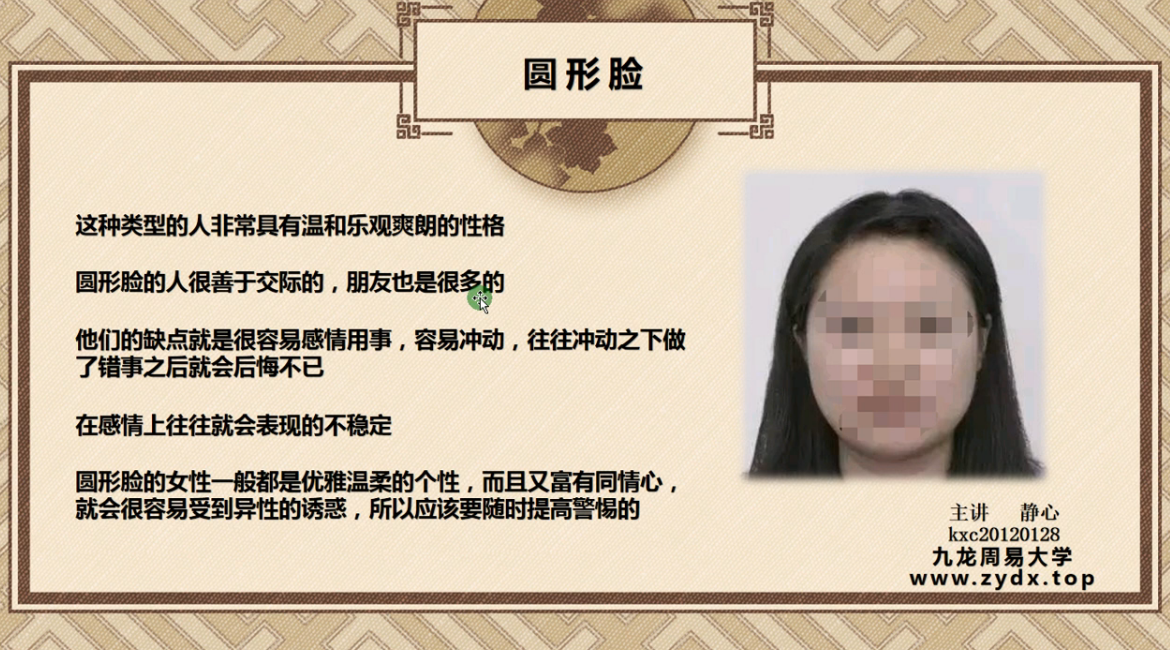 圆形脸
这种类型的人非常具有温和乐观爽朗的性格
圆形脸的人很善于交际的，朋友也是很多的
他们的缺点就是很容易感情用事，容易冲动，往往冲动之下做
了错事之后就会后悔不已
在感情上往往就会表现的不稳定
圆形脸的女性一般都是优雅温柔的个性，而且又富有同情心，
就会很容易受到异性的诱惑，所以应该要随时提高警惕的
主讲 静心
kxc20120128
九龙周易大学
www.zydx.top